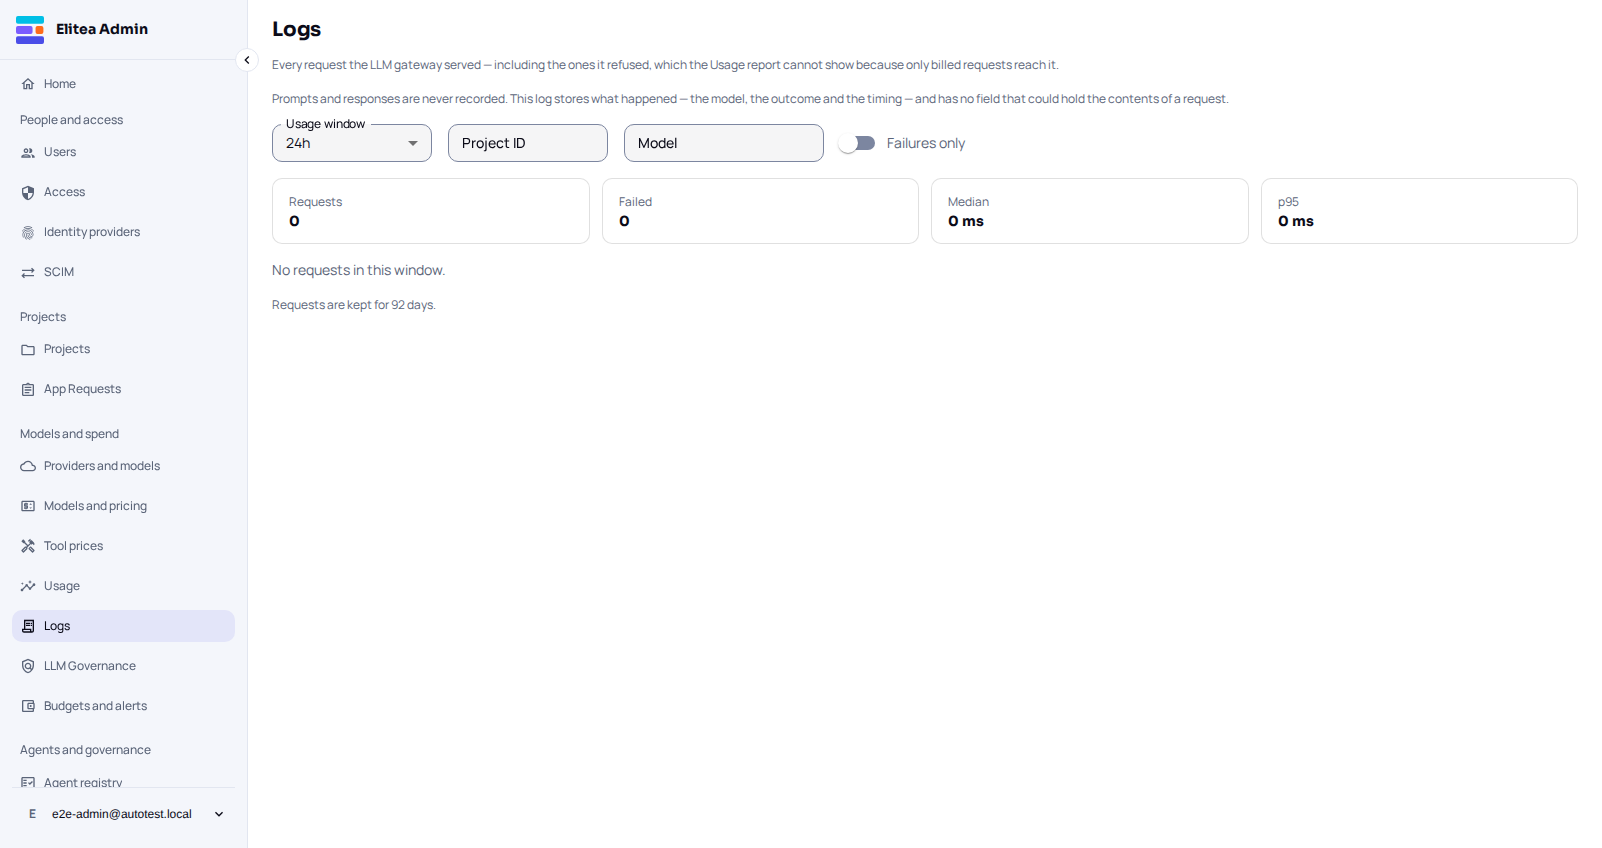 Elitea Admin
Home
People and access
Users
Access
Identity providers
SCIM
Projects
Projects
App Requests
Models and spend
Providers and models
Models and pricing
Tool prices
Usage
Logs
LLM Governance
Budgets and alerts
Agents and governance
Agent registry
E e2e-admin@autotest.local
Logs
Every request the LLM gateway served — including the ones it refused, which the Usage report cannot show because only billed requests reach it.
Prompts and responses are never recorded. This log stores what happened — the model, the outcome and the timing — and has no field that could hold the contents of a request.
Usage window
24h
Project ID
Model
Failures only
Requests
0
Failed
0
Median
0 ms
p95
0 ms
No requests in this window.
Requests are kept for 92 days.